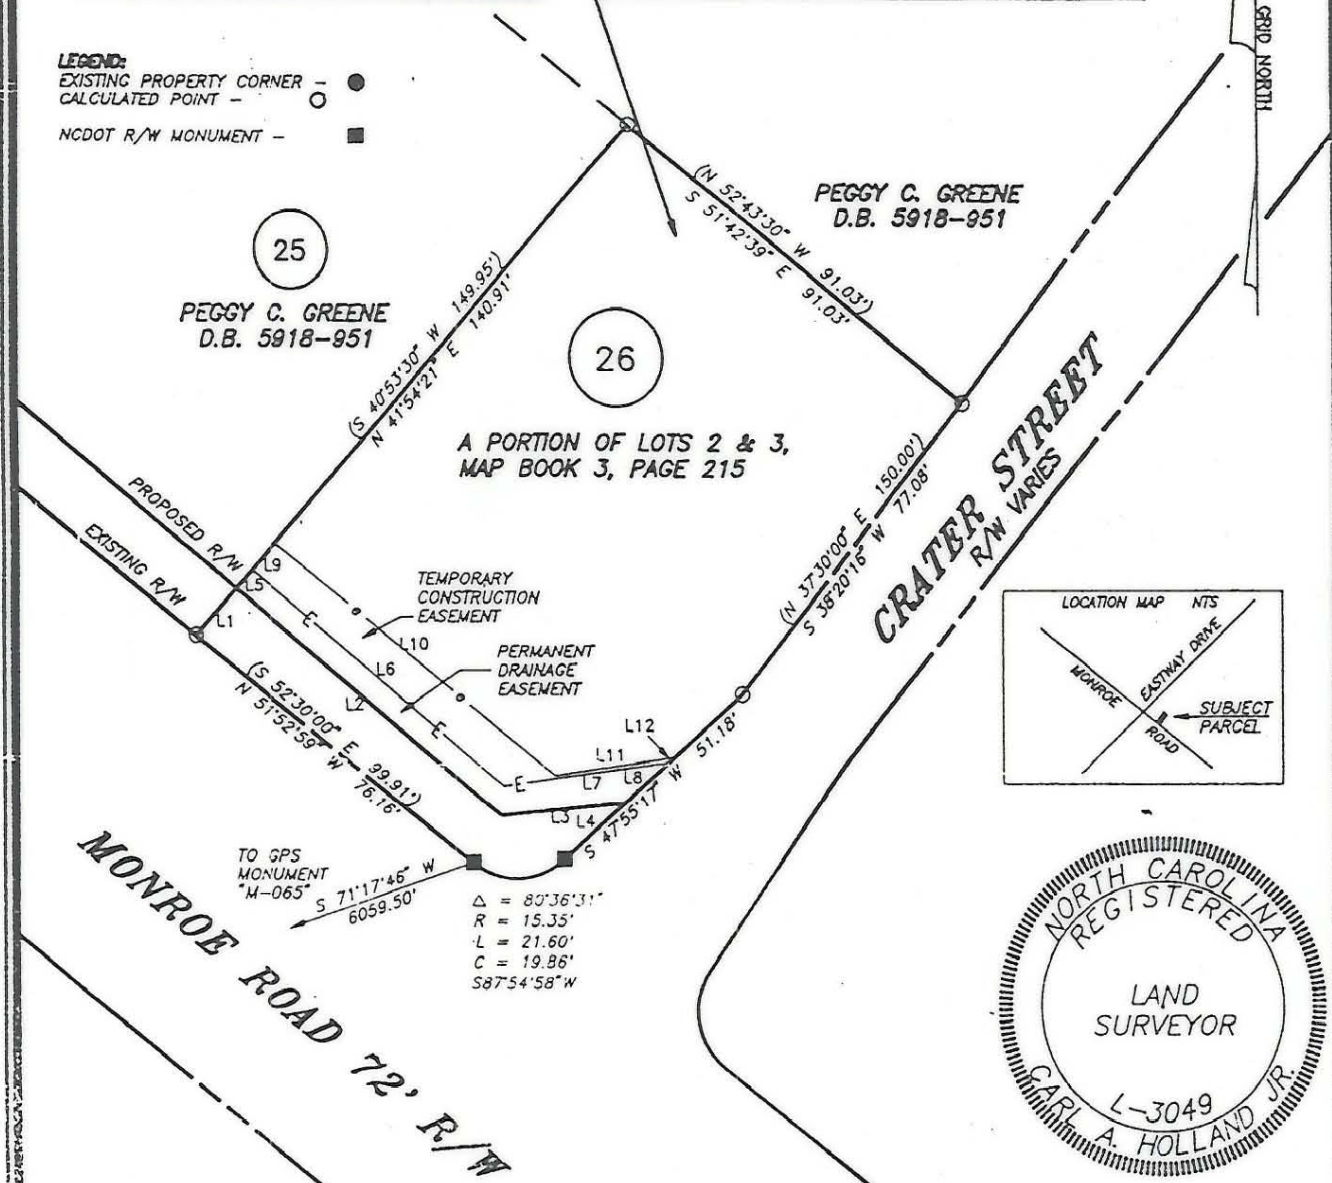 LEGEND:
EXISTING PROPERTY CORNER –
CALCULATED POINT –
NCDOT R/W MONUMENT –
GRID NORTH
25
PEGGY C. GREENE
D.B. 5918–951
(S 40°53'30" W 149.95')
N 41°54'21" E 140.91'
(N 52°43'30" W 91.03')
S 51°42'39" E 91.03'
PEGGY C. GREENE
D.B. 5918–951
26
A PORTION OF LOTS 2 & 3,
MAP BOOK 3, PAGE 215
(N 37°30'00" E 150.00')
S 38°20'16" W 77.08'
CRATER STREET
R/W VARIES
PROPOSED R/W
EXISTING R/W
L9
L5
L1
E
TEMPORARY
CONSTRUCTION
EASEMENT
L10
L6
L2
PERMANENT
DRAINAGE
EASEMENT
E
E
L12
L11
L7
L8
L3
L4
S 47°55'17" W 51.18'
(S 52°30'00" E 99.91')
N 51°52'59" W 76.16'
TO GPS
MONUMENT
"M–065"
S 71°17'46" W
6059.50'
Δ = 80°36'31"
R = 15.35'
L = 21.60'
C = 19.86'
S87°54'58"W
MONROE ROAD 72' R/W
LOCATION MAP NTS
MONROE
ROAD
EASTWAY DRIVE
SUBJECT
PARCEL
NORTH CAROLINA
REGISTERED
LAND
SURVEYOR
L–3049
CARL A. HOLLAND JR.